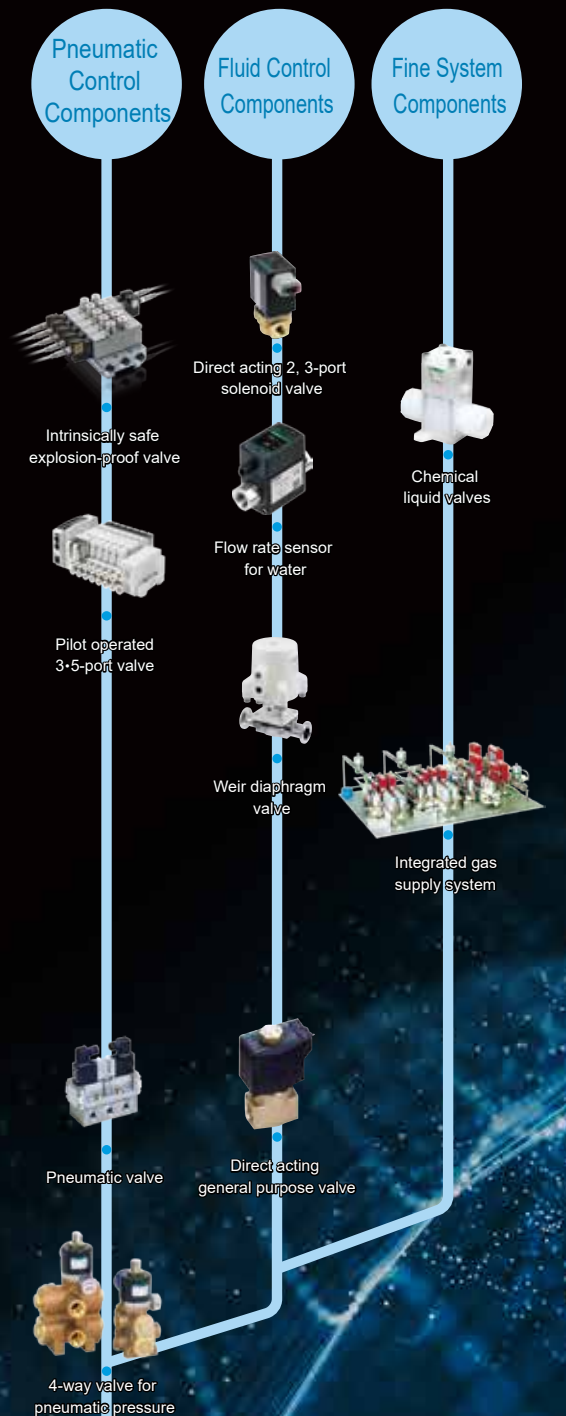 Pneumatic
Control
Components
Fluid Control
Components
Fine System
Components
Direct acting 2, 3-port
solenoid valve
Intrinsically safe
explosion-proof valve
Chemical
liquid valves
Flow rate sensor
for water
Pilot operated
3•5-port valve
Weir diaphragm
valve
Integrated gas
supply system
Pneumatic valve
Direct acting
general purpose valve
4-way valve for
pneumatic pressure